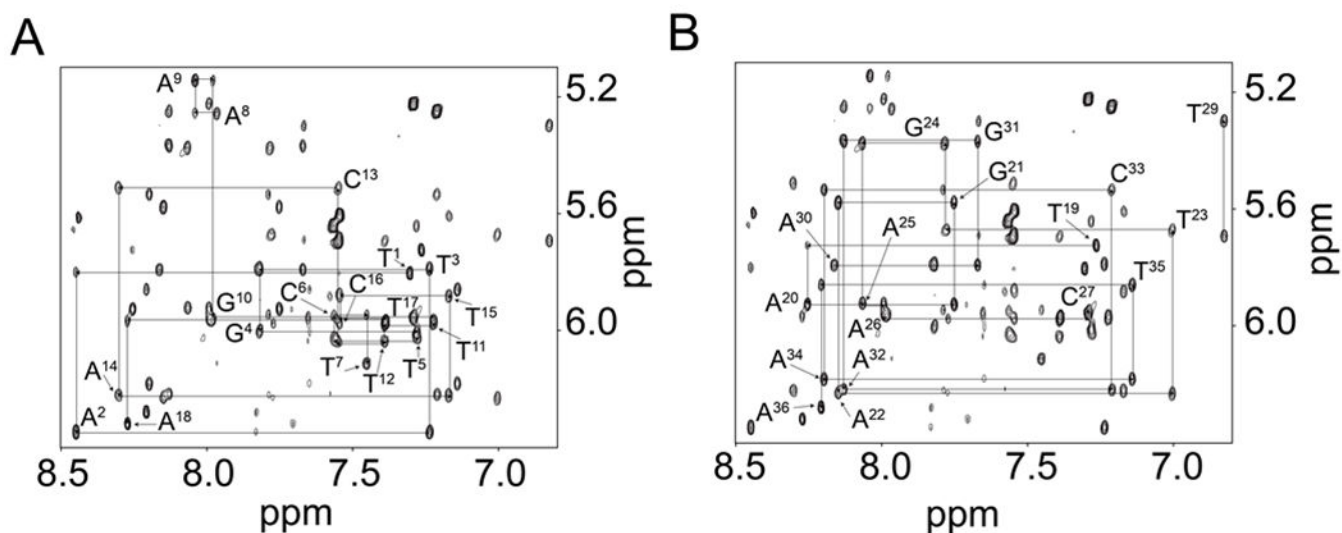 A
A⁹
A⁸
C¹³
T¹
T³
C⁶
C¹⁶
T¹⁷
T¹⁵
G¹⁰
G⁴
T¹¹
T⁷
T¹²
T⁵
A¹⁴
A²
A¹⁸
5.2
5.6
6.0
ppm
8.5 8.0 7.5 7.0
ppm
B
G²⁴
G³¹
T²⁹
G²¹
C³³
T¹⁹
T²³
A³⁰
A²⁵
T³⁵
A²⁰
A²⁶
C²⁷
A³⁴
A³²
A³⁶
A²²
5.2
5.6
6.0
ppm
8.5 8.0 7.5 7.0
ppm